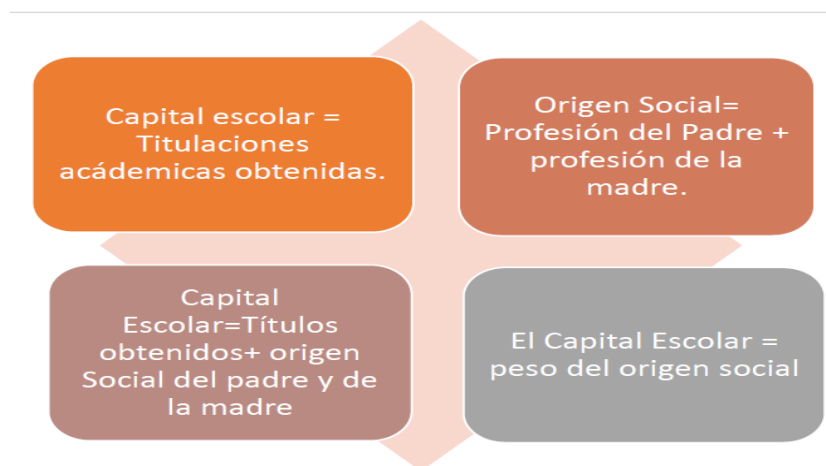 Capital escolar =
Titulaciones
acádemicas obtenidas.
Origen Social=
Profesión del Padre +
profesión de la
madre.
Capital
Escolar=Títulos
obtenidos+ origen
Social del padre y de
la madre
El Capital Escolar =
peso del origen social